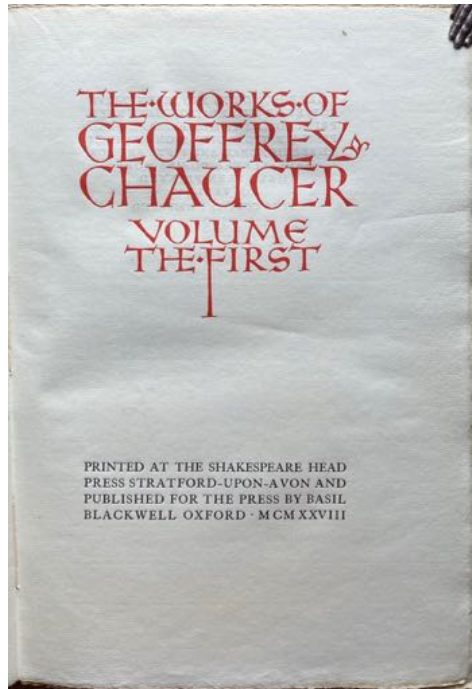 THE·WORKS·OF
GEOFFREY
CHAUCER
VOLUME
THE·FIRST
PRINTED AT THE SHAKESPEARE HEAD
PRESS STRATFORD-UPON-AVON AND
PUBLISHED FOR THE PRESS BY BASIL
BLACKWELL OXFORD · MCMXXVIII